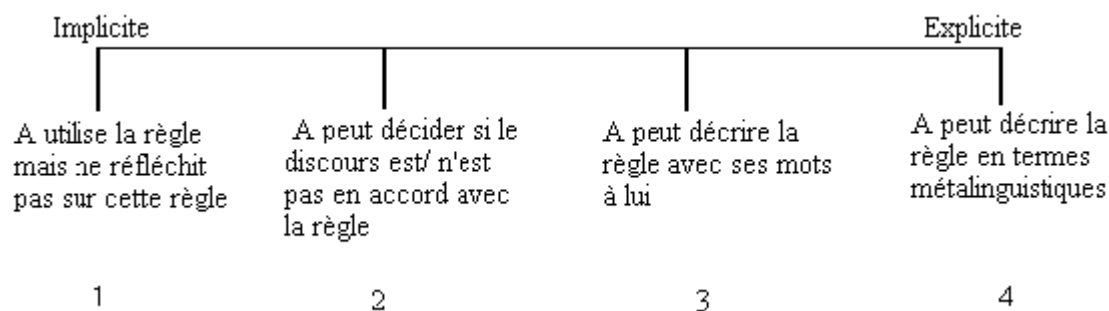 Implicite
Explicite
A utilise la règle
mais ne réfléchit
pas sur cette règle
A peut décider si le
discours est/ n'est
pas en accord avec
la règle
A peut décrire la
règle avec ses mots
à lui
A peut décrire la
règle en termes
métalinguistiques
1
2
3
4